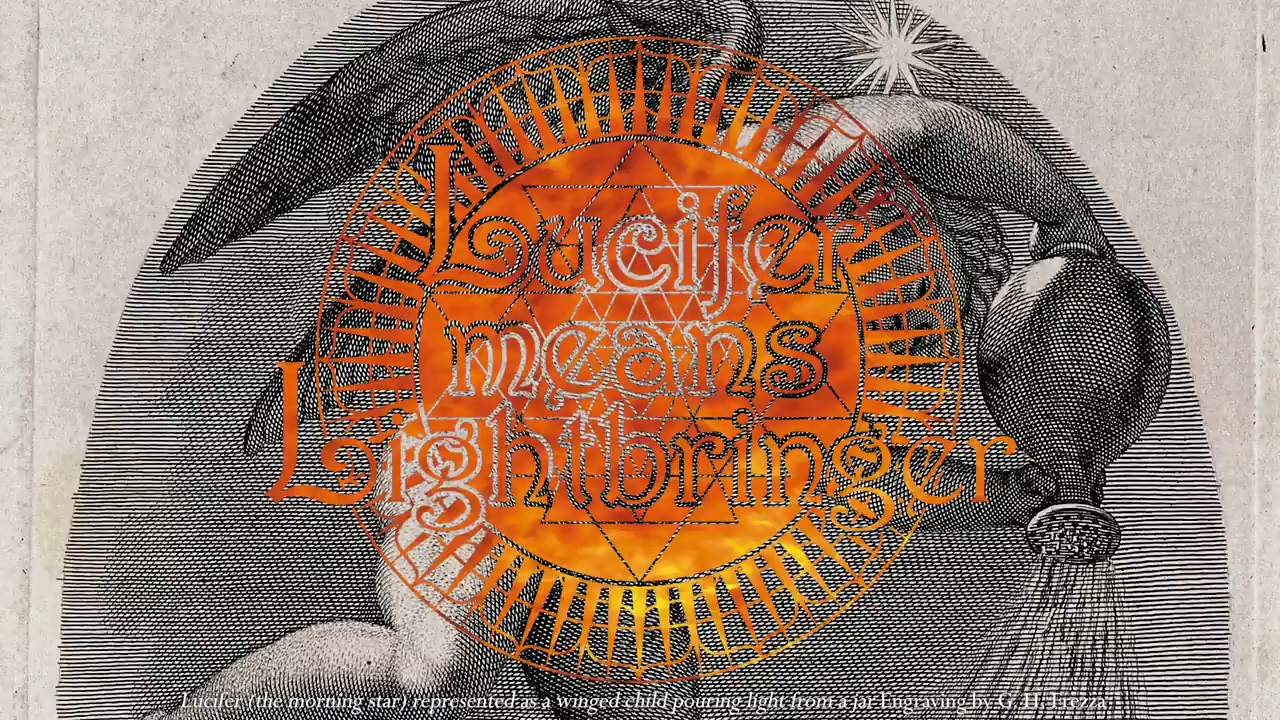 Lucifer
means
Lightbringer
Lucifer (the morning star) represented as a winged child pouring light from a jar Engraving by G. H. Frezza